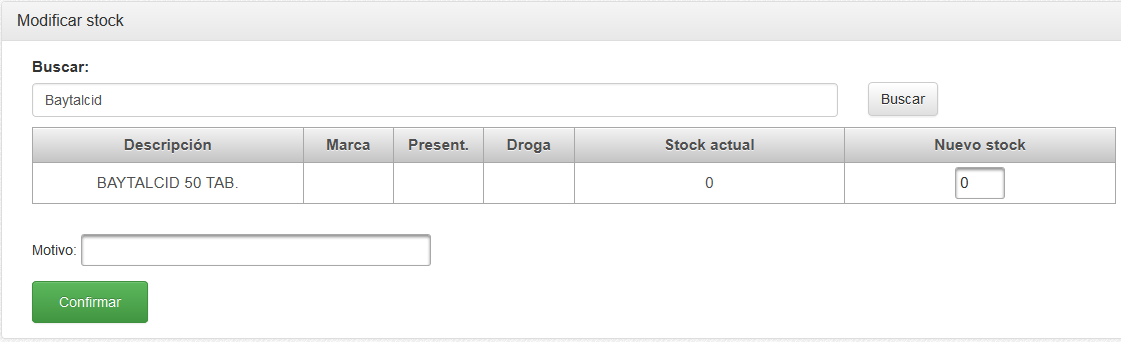 Modificar stock
Buscar:
Baytalcid
Buscar
Descripción Marca Present. Droga Stock actual Nuevo stock
BAYTALCID 50 TAB. 0 0
Motivo:
Confirmar